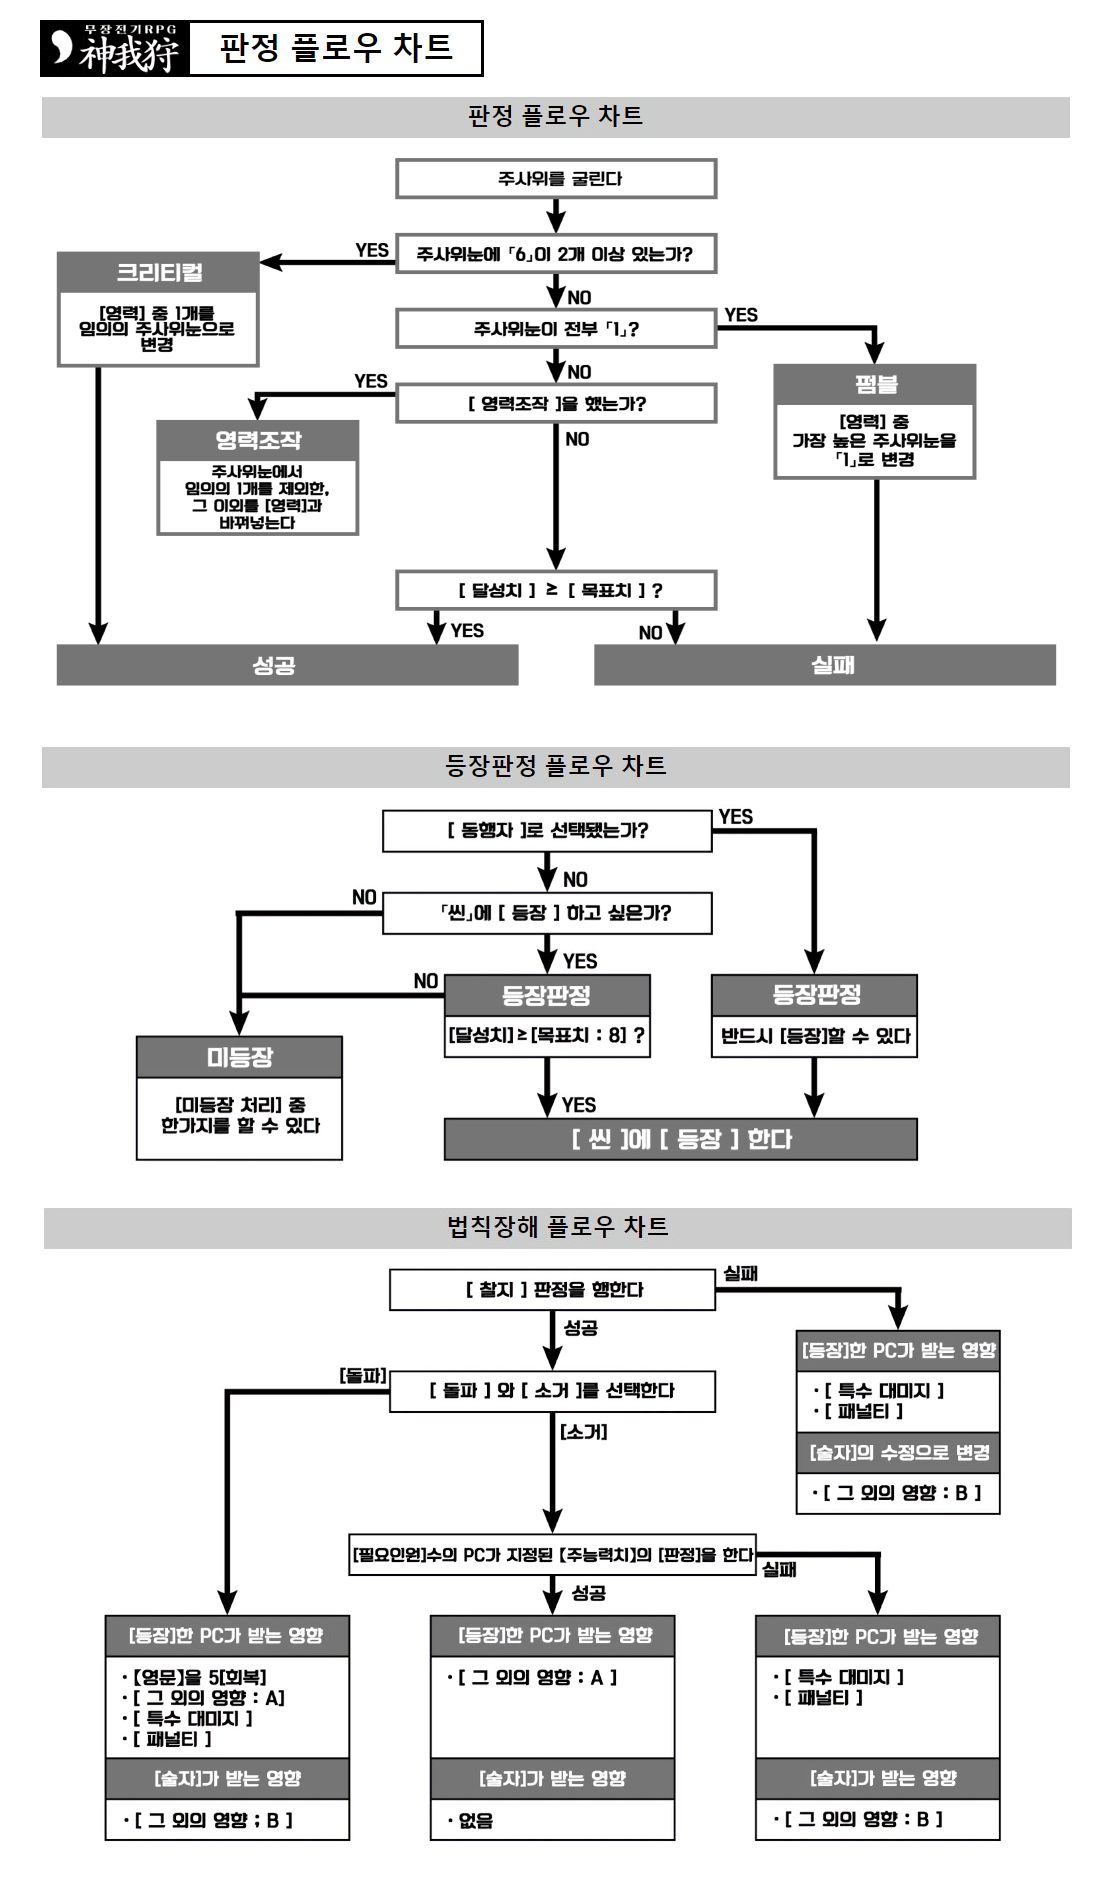 무장전기RPG
神我狩
판정 플로우 차트
판정 플로우 차트
주사위를 굴린다
주사위눈에 「6」이 2개 이상 있는가?
YES
NO
크리티컬
[영력] 중 1개를
임의의 주사위눈으로
변경
주사위눈이 전부 「1」?
YES
NO
펌블
[영력] 중
가장 높은 주사위눈을
「1」로 변경
[ 영력조작 ]을 했는가?
YES
NO
영력조작
주사위눈에서
임의의 1개를 제외한,
그 이외를 [영력]과
바꿔넣는다
[ 달성치 ] ≥ [ 목표치 ] ?
YES
NO
성공
실패
등장판정 플로우 차트
[ 동행자 ]로 선택됐는가?
YES
NO
「씬」에 [ 등장 ] 하고 싶은가?
NO
YES
등장판정
[달성치]≥[목표치 : 8] ?
NO
YES
등장판정
반드시 [등장]할 수 있다
미등장
[미등장 처리] 중
한가지를 할 수 있다
[ 씬 ]에 [ 등장 ] 한다
법칙장해 플로우 차트
[ 찰지 ] 판정을 행한다
실패
성공
[등장]한 PC가 받는 영향
· [ 특수 대미지 ]
· [ 패널티 ]
[술자]의 수정으로 변경
· [ 그 외의 영향 : B ]
[ 돌파 ] 와 [ 소거 ]를 선택한다
[돌파]
[소거]
[필요인원]수의 PC가 지정된 【주능력치】의 [판정]을 한다
실패
성공
[등장]한 PC가 받는 영향
· 【영문】을 5[회복]
· [ 그 외의 영향 : A]
· [ 특수 대미지 ]
· [ 패널티 ]
[술자]가 받는 영향
· [ 그 외의 영향 ; B ]
[등장]한 PC가 받는 영향
· [ 그 외의 영향 : A ]
[술자]가 받는 영향
· 없음
[등장]한 PC가 받는 영향
· [ 특수 대미지 ]
· [ 패널티 ]
[술자]가 받는 영향
· [ 그 외의 영향 : B ]